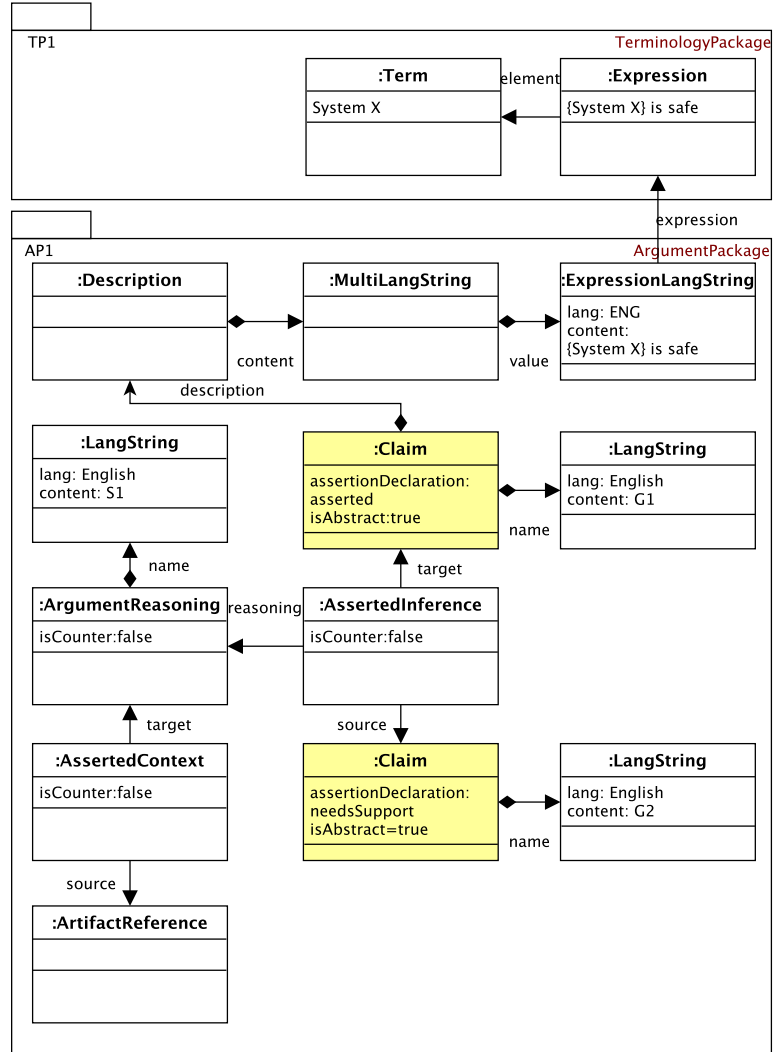 TP1
TerminologyPackage
:Term
System X
element
:Expression
{System X} is safe
expression
AP1
ArgumentPackage
:Description
content
:MultiLangString
value
:ExpressionLangString
lang: ENG
content:
{System X} is safe
description
:LangString
lang: English
content: S1
:Claim
assertionDeclaration:
asserted
isAbstract:true
name
:LangString
lang: English
content: G1
name
target
:ArgumentReasoning
isCounter:false
reasoning
:AssertedInference
isCounter:false
target
source
:AssertedContext
isCounter:false
:Claim
assertionDeclaration:
needsSupport
isAbstract=true
name
:LangString
lang: English
content: G2
source
:ArtifactReference